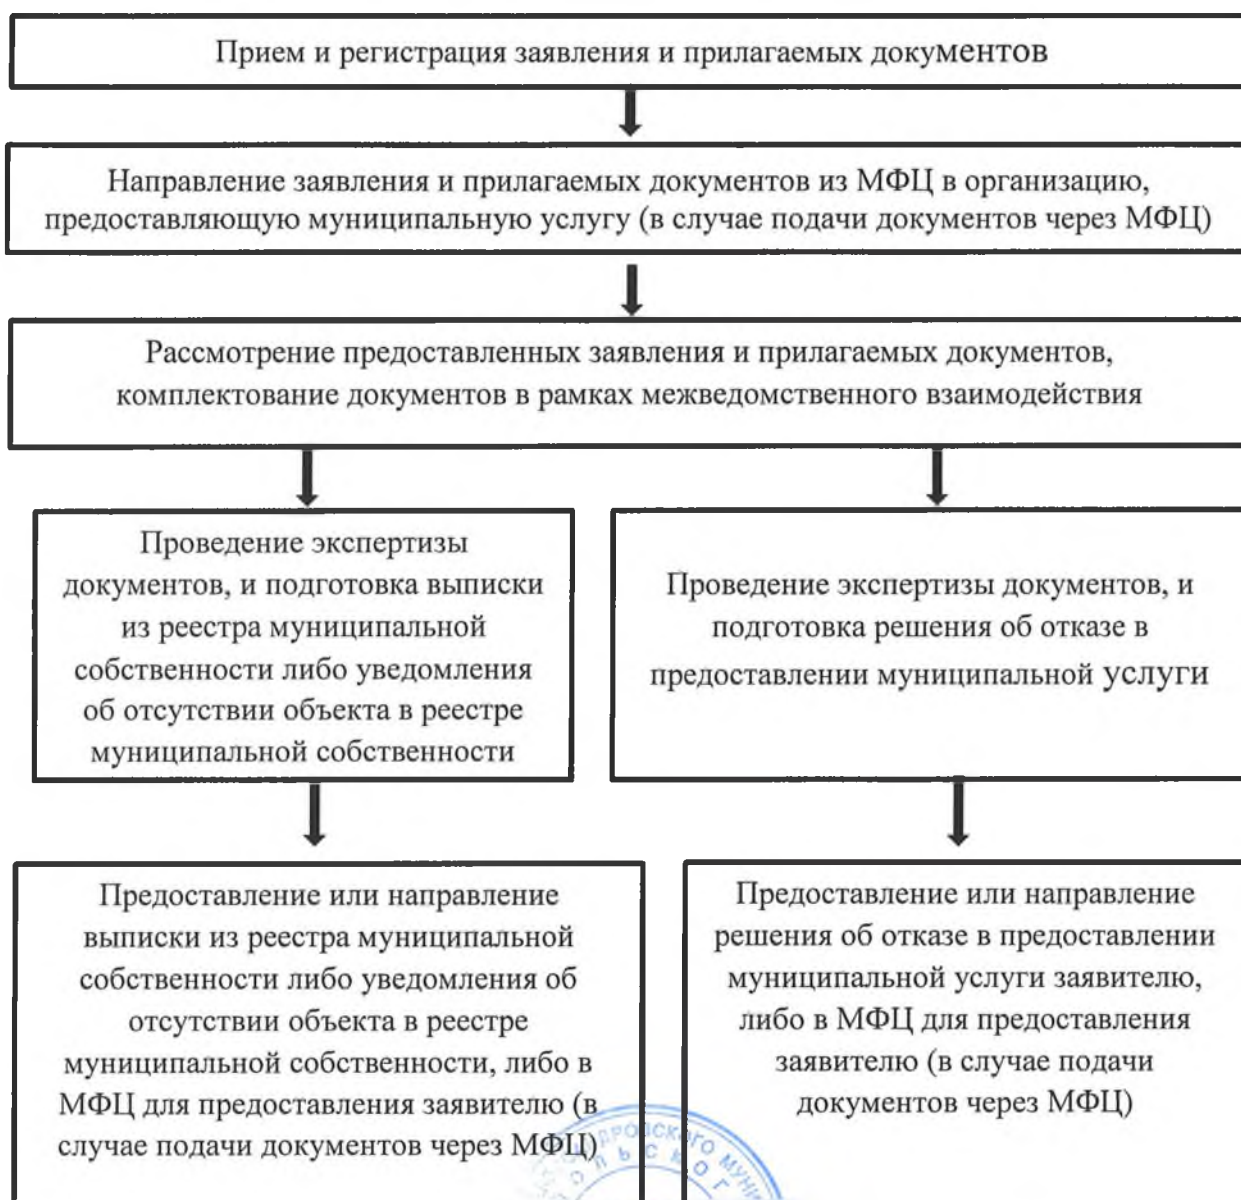 Прием и регистрация заявления и прилагаемых документов
Направление заявления и прилагаемых документов из МФЦ в организацию,
предоставляющую муниципальную услугу (в случае подачи документов через МФЦ)
Рассмотрение предоставленных заявления и прилагаемых документов,
комплектование документов в рамках межведомственного взаимодействия
Проведение экспертизы
документов, и подготовка выписки
из реестра муниципальной
собственности либо уведомления
об отсутствии объекта в реестре
муниципальной собственности
Проведение экспертизы документов, и
подготовка решения об отказе в
предоставлении муниципальной услуги
Предоставление или направление
выписки из реестра муниципальной
собственности либо уведомления об
отсутствии объекта в реестре
муниципальной собственности, либо в
МФЦ для предоставления заявителю (в
случае подачи документов через МФЦ)
Предоставление или направление
решения об отказе в предоставлении
муниципальной услуги заявителю,
либо в МФЦ для предоставления
заявителю (в случае подачи
документов через МФЦ)